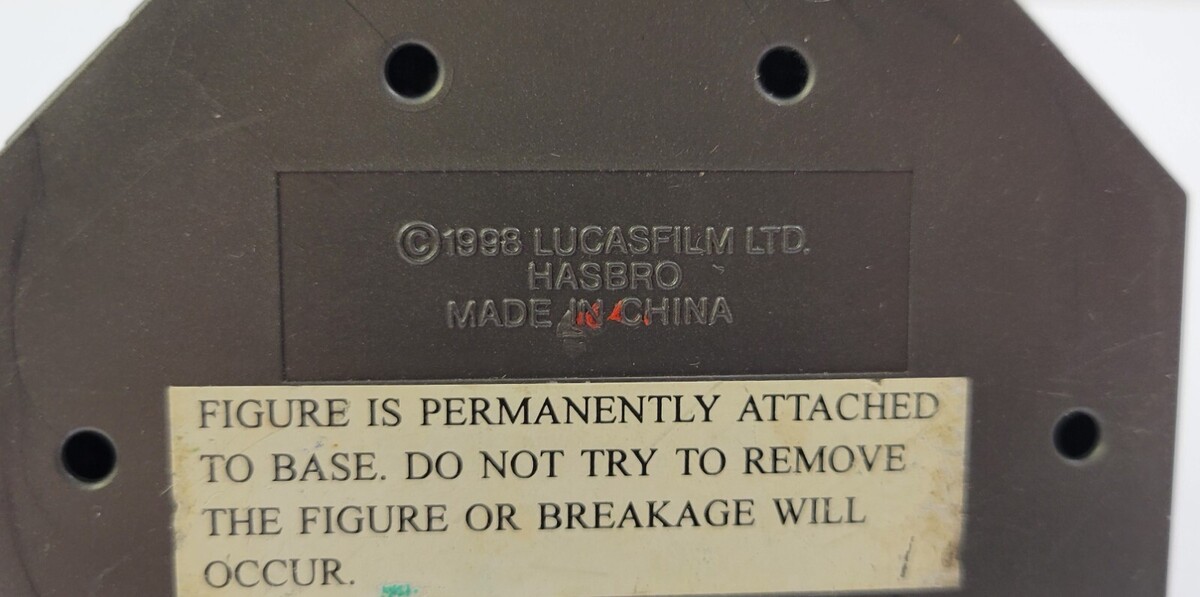 ©1998 LUCASFILM LTD.
HASBRO
MADE IN CHINA
FIGURE IS PERMANENTLY ATTACHED
TO BASE. DO NOT TRY TO REMOVE
THE FIGURE OR BREAKAGE WILL
OCCUR.